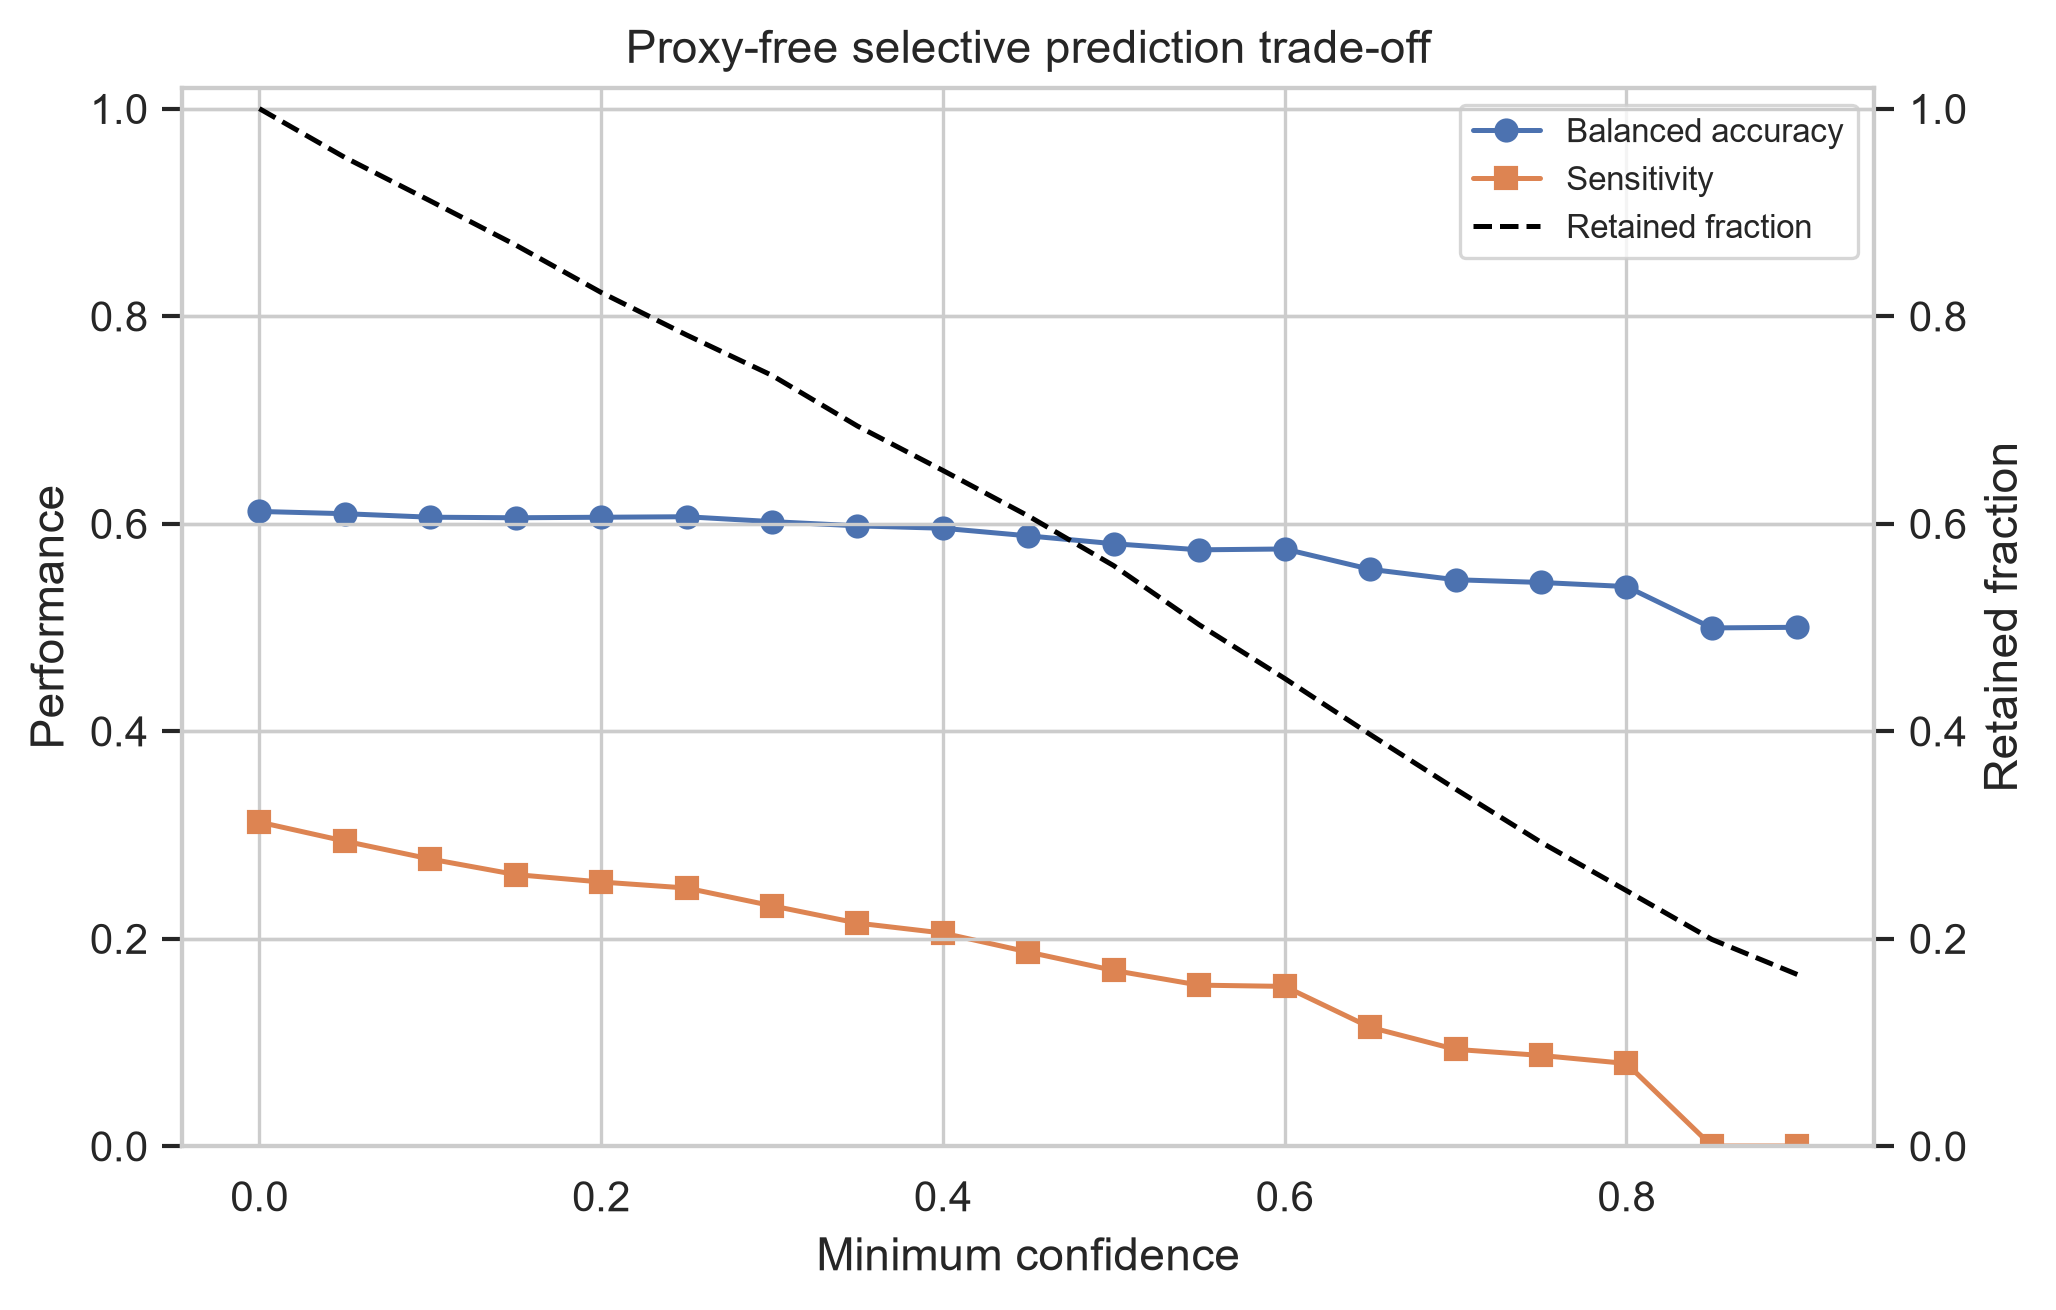 Proxy-free selective prediction trade-off
Balanced accuracy
Sensitivity
Retained fraction
Performance
1.0
0.8
0.6
0.4
0.2
0.0
1.0
0.8
0.6
0.4
0.2
0.0
Retained fraction
0.0 0.2 0.4 0.6 0.8
Minimum confidence